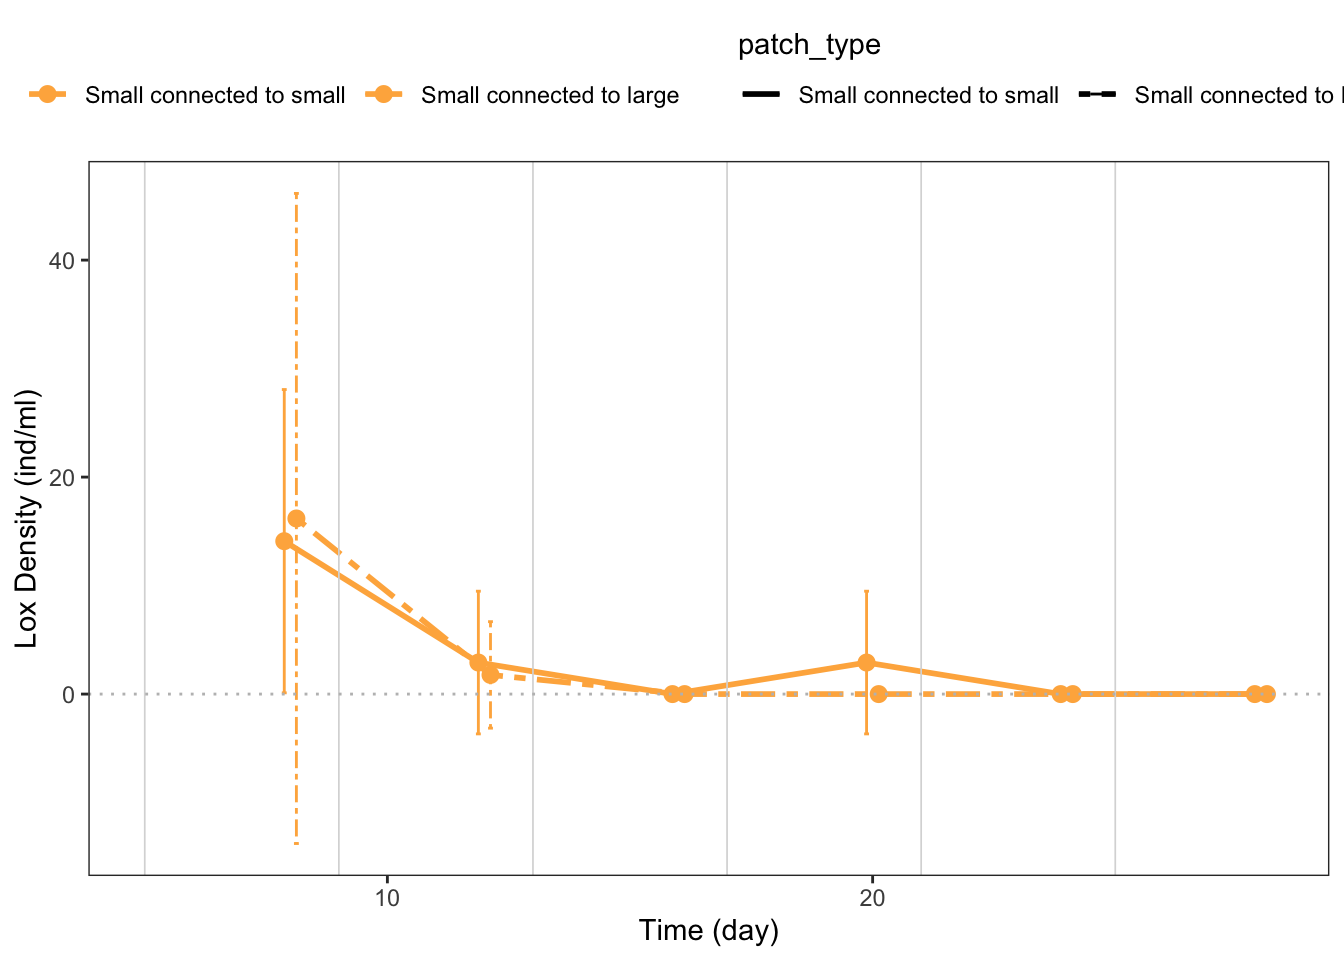 patch_type
Small connected to small Small connected to large Small connected to small Small connected to
40
20
0
Lox Density (ind/ml)
10 20
Time (day)